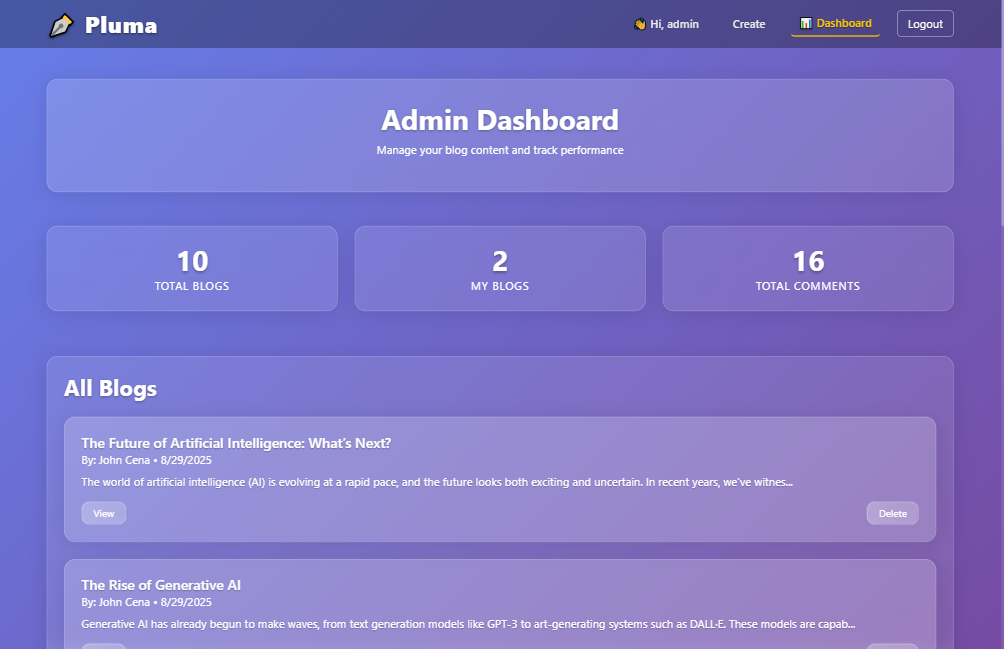 Pluma
👋 Hi, admin
Create
📊 Dashboard
Logout
Admin Dashboard
Manage your blog content and track performance
10
TOTAL BLOGS
2
MY BLOGS
16
TOTAL COMMENTS
All Blogs
The Future of Artificial Intelligence: What's Next?
By: John Cena • 8/29/2025
The world of artificial intelligence (AI) is evolving at a rapid pace, and the future looks both exciting and uncertain. In recent years, we've witnes...
View
Delete
The Rise of Generative AI
By: John Cena • 8/29/2025
Generative AI has already begun to make waves, from text generation models like GPT-3 to art-generating systems such as DALL·E. These models are capab...